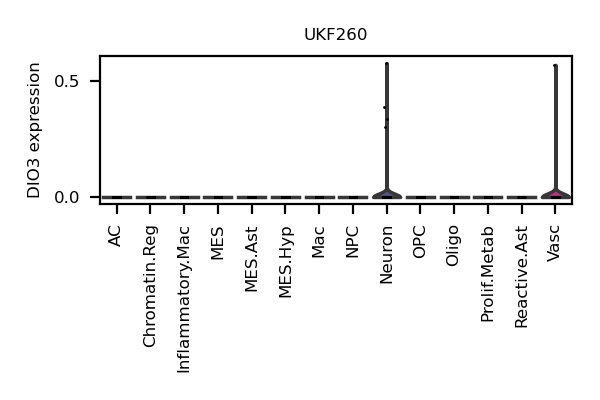 UKF260
DIO3 expression
0.5
0.0
AC
Chromatin.Reg
Inflammatory.Mac
MES
MES.Ast
MES.Hyp
Mac
NPC
Neuron
OPC
Oligo
Prolif.Metab
Reactive.Ast
Vasc